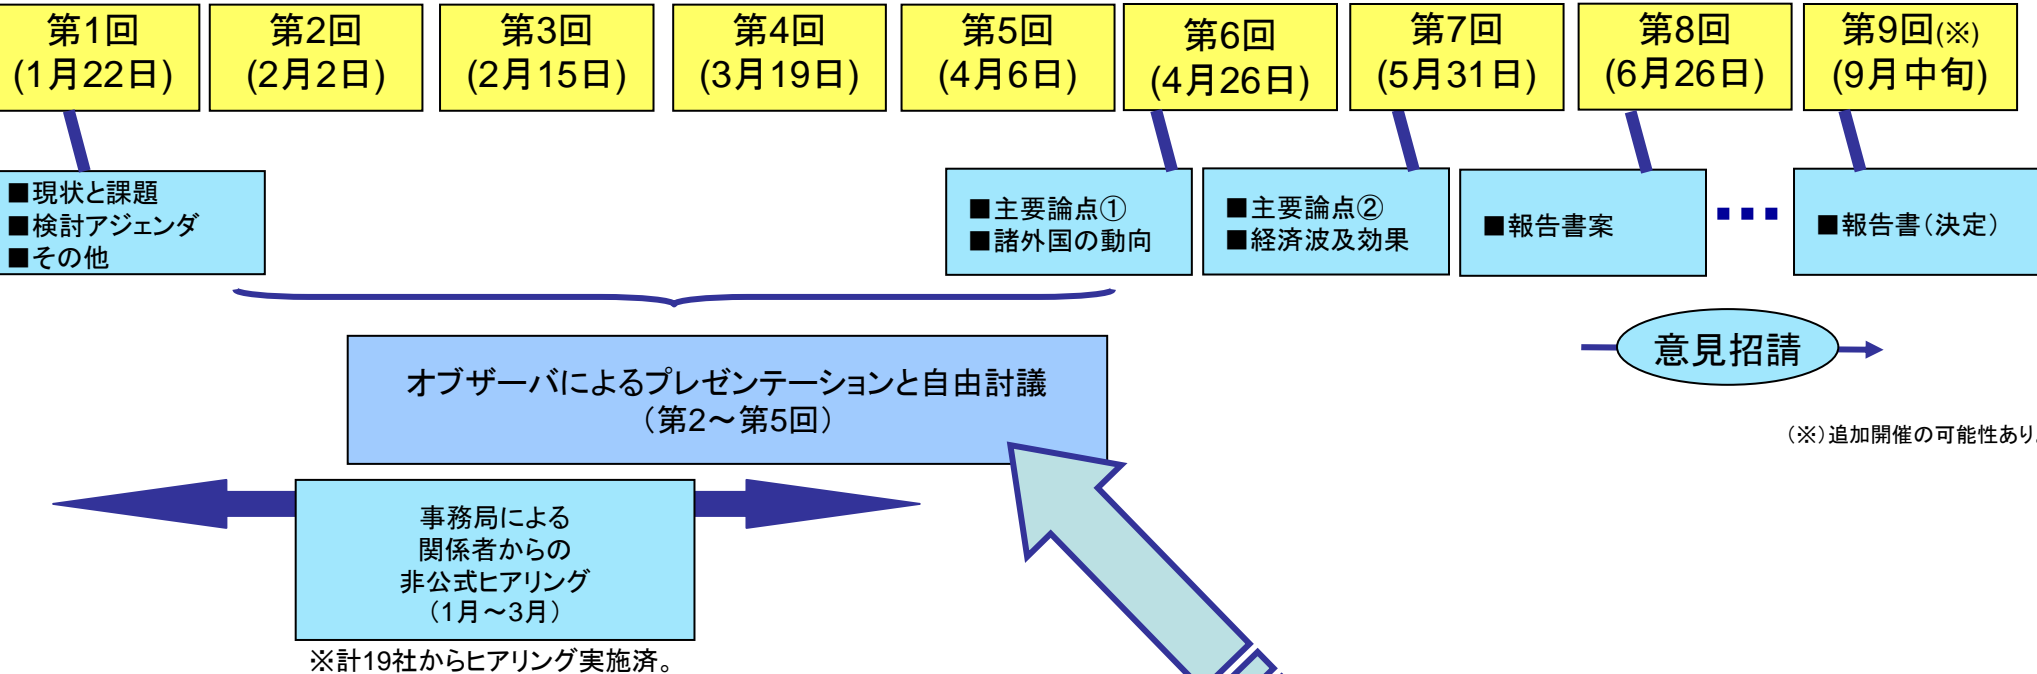 第1回
(1月22日)
第2回
(2月2日)
第3回
(2月15日)
第4回
(3月19日)
第5回
(4月6日)
第6回
(4月26日)
第7回
(5月31日)
第8回
(6月26日)
第9回(※)
(9月中旬)
■現状と課題
■検討アジェンダ
■その他
■主要論点①
■諸外国の動向
■主要論点②
■経済波及効果
■報告書案
■報告書(決定)
オブザーバによるプレゼンテーションと自由討議
(第2～第5回)
意見招請
(※)追加開催の可能性あり。
事務局による
関係者からの
非公式ヒアリング
(1月～3月)
※計19社からヒアリング実施済。